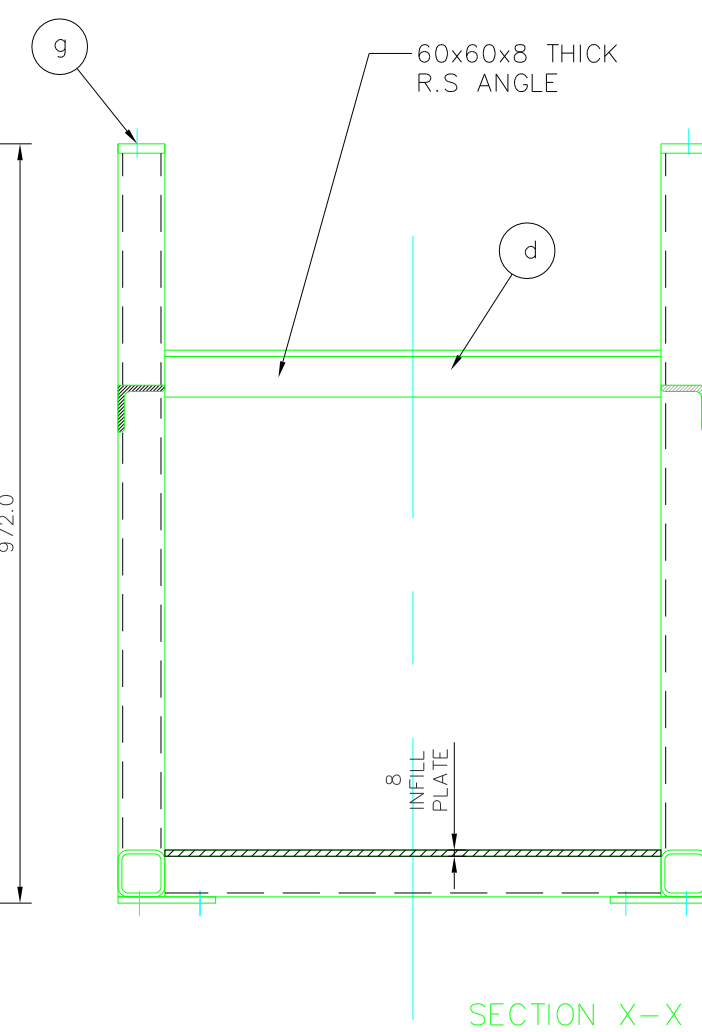 g
60x60x8 THICK
R.S ANGLE
d
972.0
8
INFILL
PLATE
SECTION X-X